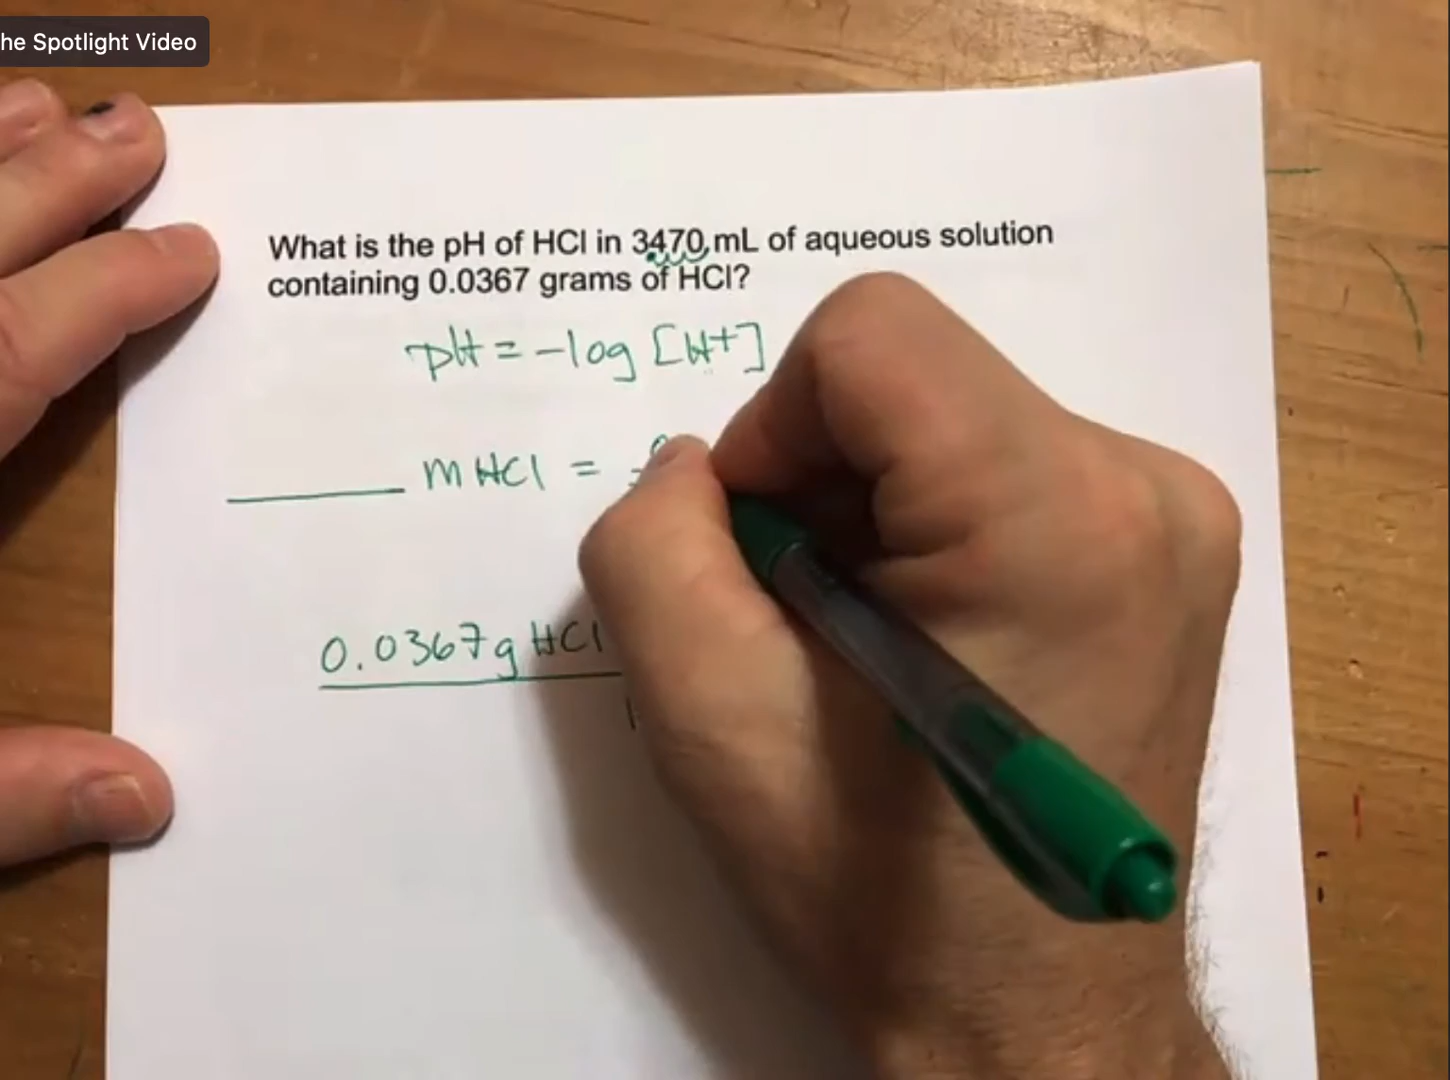 he Spotlight Video
What is the pH of HCl in 3470 mL of aqueous solution
containing 0.0367 grams of HCl?
pH = -log [H+]
m HCl =
0.0367g HCl